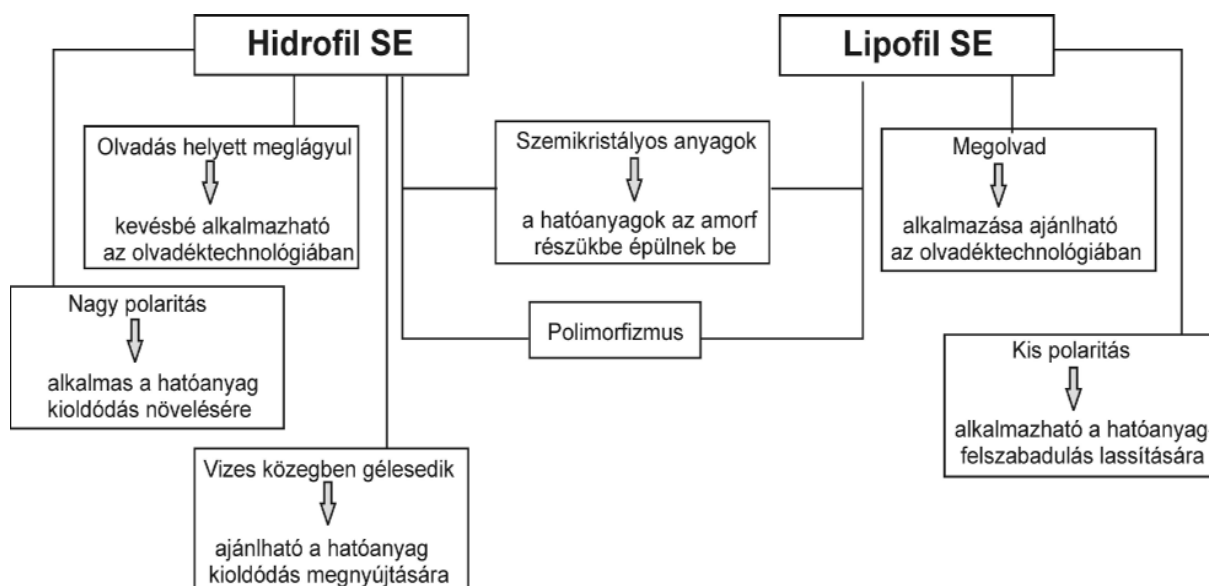 Hidrofil SE
Lipofil SE
Olvadás helyett meglágyul
kevésbé alkalmazható
az olvadéktechnológiában
Szemikristályos anyagok
a hatóanyagok az amorf
részükbe épülnek be
Megolvad
alkalmazása ajánlható
az olvadéktechnológiában
Nagy polaritás
alkalmas a hatóanyag
kioldódás növelésére
Polimorfizmus
Kis polaritás
alkalmazható a hatóanyag-
felszabadulás lassítására
Vizes közegben gélesedik
ajánlható a hatóanyag
kioldódás megnyújtására